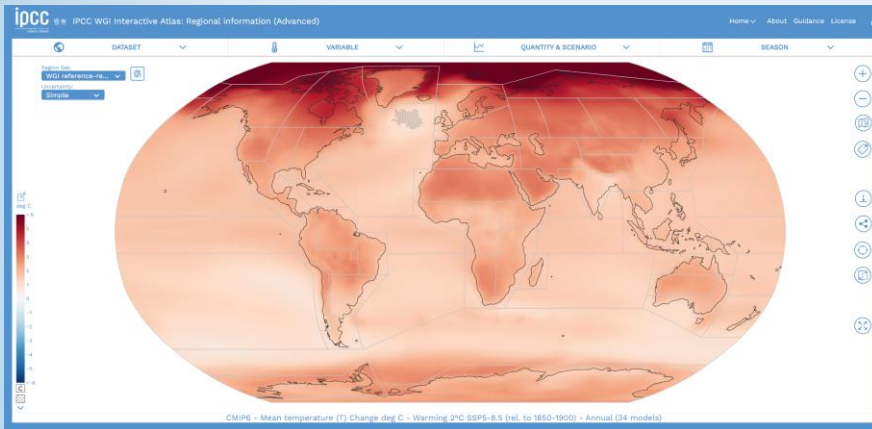 ipcc IPCC WGI Interactive Atlas: Regional information (Advanced)
Home About Guidance License
DATASET VARIABLE QUANTITY & SCENARIO SEASON
Region Set:
WGI reference-re...
Uncertainty:
Simple
deg C
C
CMIP6 - Mean temperature (T) Change deg C - Warming 2°C SSP5-8.5 (rel. to 1850-1900) - Annual (34 models)